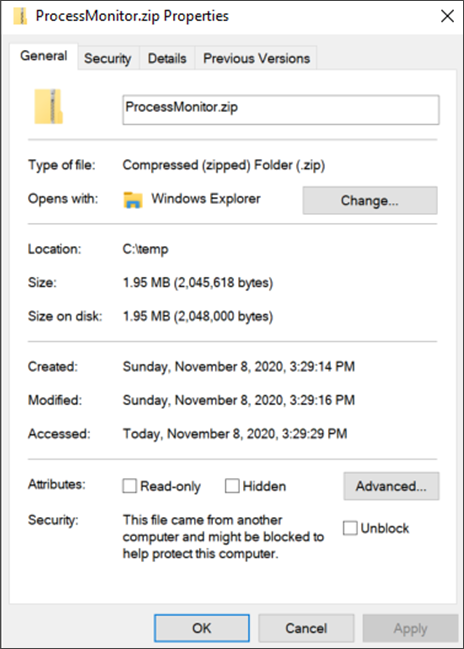 ProcessMonitor.zip Properties
General Security Details Previous Versions
ProcessMonitor.zip
Type of file: Compressed (zipped) Folder (.zip)
Opens with: Windows Explorer Change...
Location: C:\temp
Size: 1.95 MB (2,045,618 bytes)
Size on disk: 1.95 MB (2,048,000 bytes)
Created: Sunday, November 8, 2020, 3:29:14 PM
Modified: Sunday, November 8, 2020, 3:29:16 PM
Accessed: Today, November 8, 2020, 3:29:29 PM
Attributes: Read-only Hidden Advanced...
Security: This file came from another
computer and might be blocked to
help protect this computer.
Unblock
OK Cancel Apply